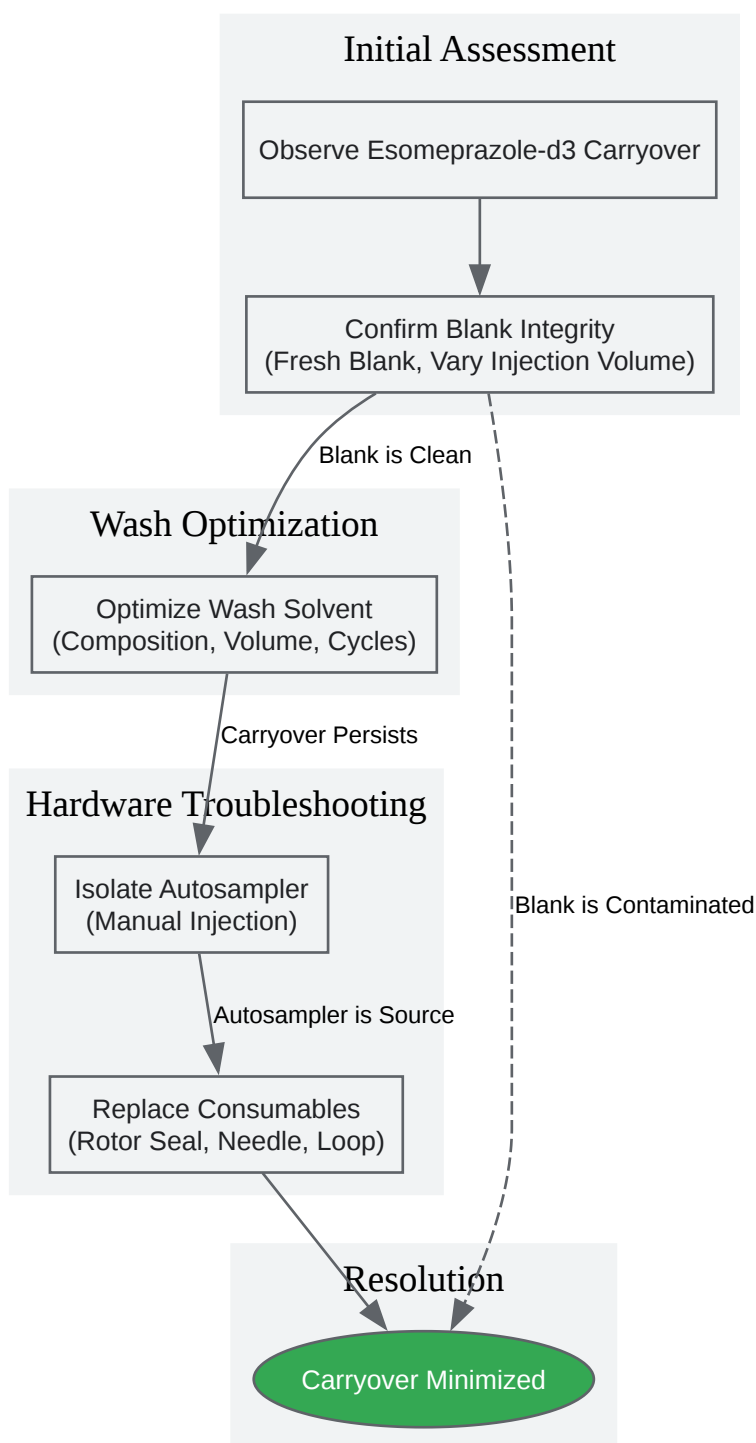 Initial Assessment
Observe Esomeprazole-d3 Carryover
Confirm Blank Integrity
(Fresh Blank, Vary Injection Volume)
Blank is Clean
Wash Optimization
Optimize Wash Solvent
(Composition, Volume, Cycles)
Carryover Persists
Hardware Troubleshooting
Isolate Autosampler
(Manual Injection)
Blank is Contaminated
Autosampler is Source
Replace Consumables
(Rotor Seal, Needle, Loop)
Resolution
Carryover Minimized